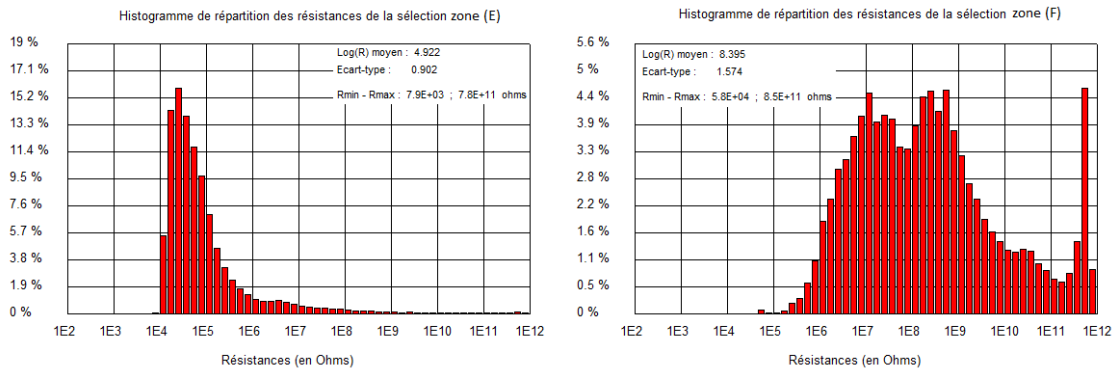 Histogramme de répartition des résistances de la sélection zone (E)
19 %
17.1 %
15.2 %
13.3 %
11.4 %
9.5 %
7.6 %
5.7 %
3.8 %
1.9 %
0 %
Log(R) moyen : 4.922
Ecart-type : 0.902
Rmin - Rmax : 7.9E+03 ; 7.8E+11 ohms
1E2 1E3 1E4 1E5 1E6 1E7 1E8 1E9 1E10 1E11 1E12
Résistances (en Ohms)
Histogramme de répartition des résistances de la sélection zone (F)
5.6 %
5 %
4.4 %
3.9 %
3.3 %
2.8 %
2.2 %
1.6 %
1.1 %
0.5 %
0 %
Log(R) moyen : 8.395
Ecart-type : 1.574
Rmin - Rmax : 5.8E+04 ; 8.5E+11 ohms
1E2 1E3 1E4 1E5 1E6 1E7 1E8 1E9 1E10 1E11 1E12
Résistances (en Ohms)